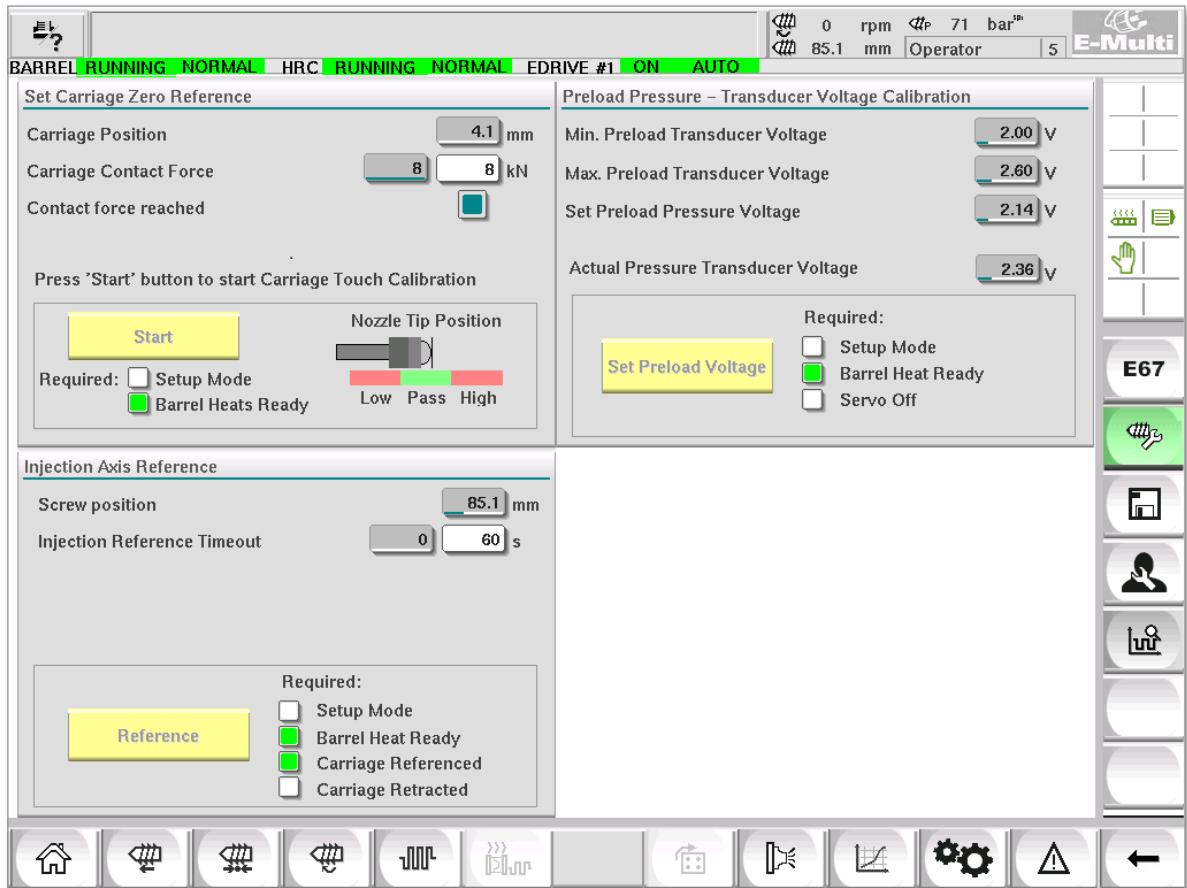 ?
0 rpm P 71 bar spe
85.1 mm Operator 5
E-Multi
BARREL RUNNING NORMAL HRC RUNNING NORMAL EDRIVE #1 ON AUTO
Set Carriage Zero Reference
Carriage Position 4.1 mm
Carriage Contact Force 8 8 kN
Contact force reached
.
Press 'Start' button to start Carriage Touch Calibration
Start
Required: Setup Mode
Barrel Heats Ready
Nozzle Tip Position
Low Pass High
Preload Pressure – Transducer Voltage Calibration
Min. Preload Transducer Voltage 2.00 V
Max. Preload Transducer Voltage 2.60 V
Set Preload Pressure Voltage 2.14 V
Actual Pressure Transducer Voltage 2.36 V
Set Preload Voltage
Required:
Setup Mode
Barrel Heat Ready
Servo Off
Injection Axis Reference
Screw position 85.1 mm
Injection Reference Timeout 0 60 s
Reference
Required:
Setup Mode
Barrel Heat Ready
Carriage Referenced
Carriage Retracted
E67